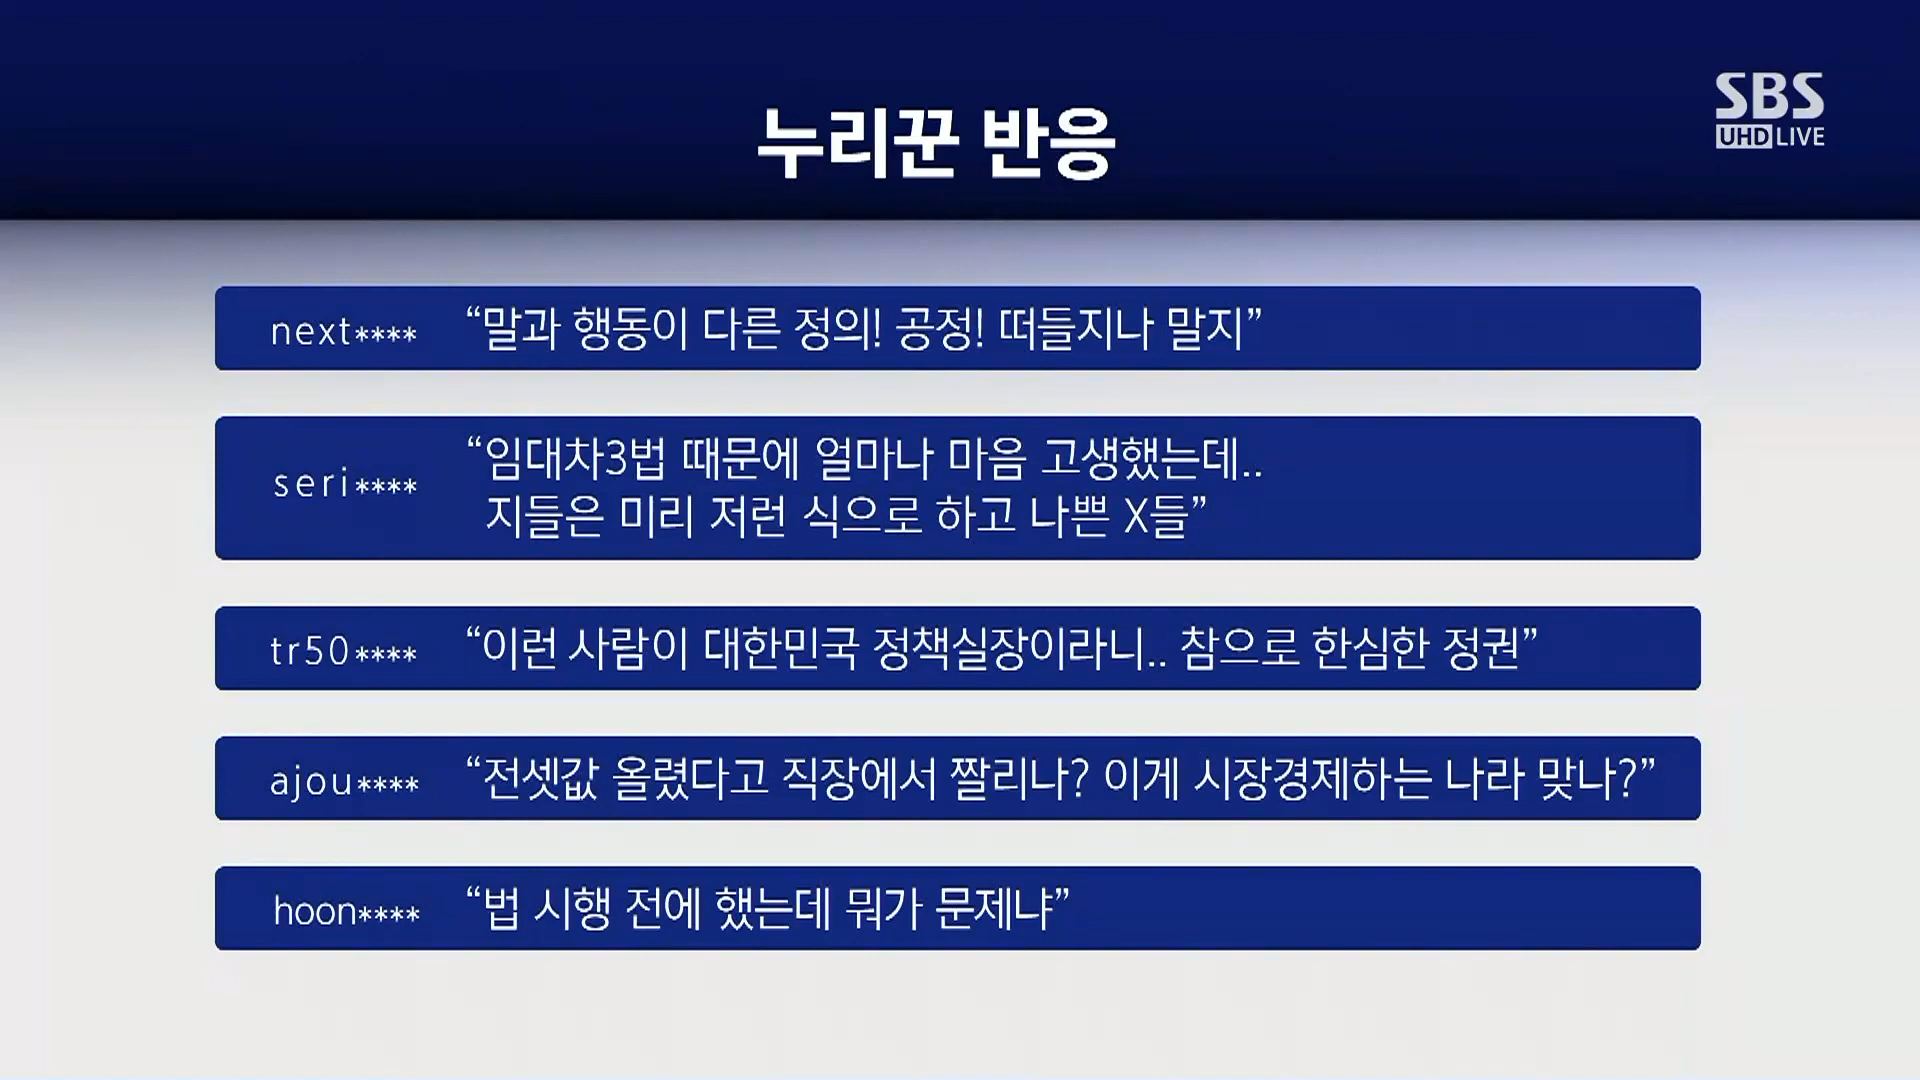 SBS
UHD LIVE
누리꾼 반응
next**** “말과 행동이 다른 정의! 공정! 떠들지나 말지”
seri**** “임대차3법 때문에 얼마나 마음 고생했는데..
지들은 미리 저런 식으로 하고 나쁜 X들”
tr50**** “이런 사람이 대한민국 정책실장이라니.. 참으로 한심한 정권”
ajou**** “전셋값 올렸다고 직장에서 짤리나? 이게 시장경제하는 나라 맞나?”
hoon**** “법 시행 전에 했는데 뭐가 문제냐”